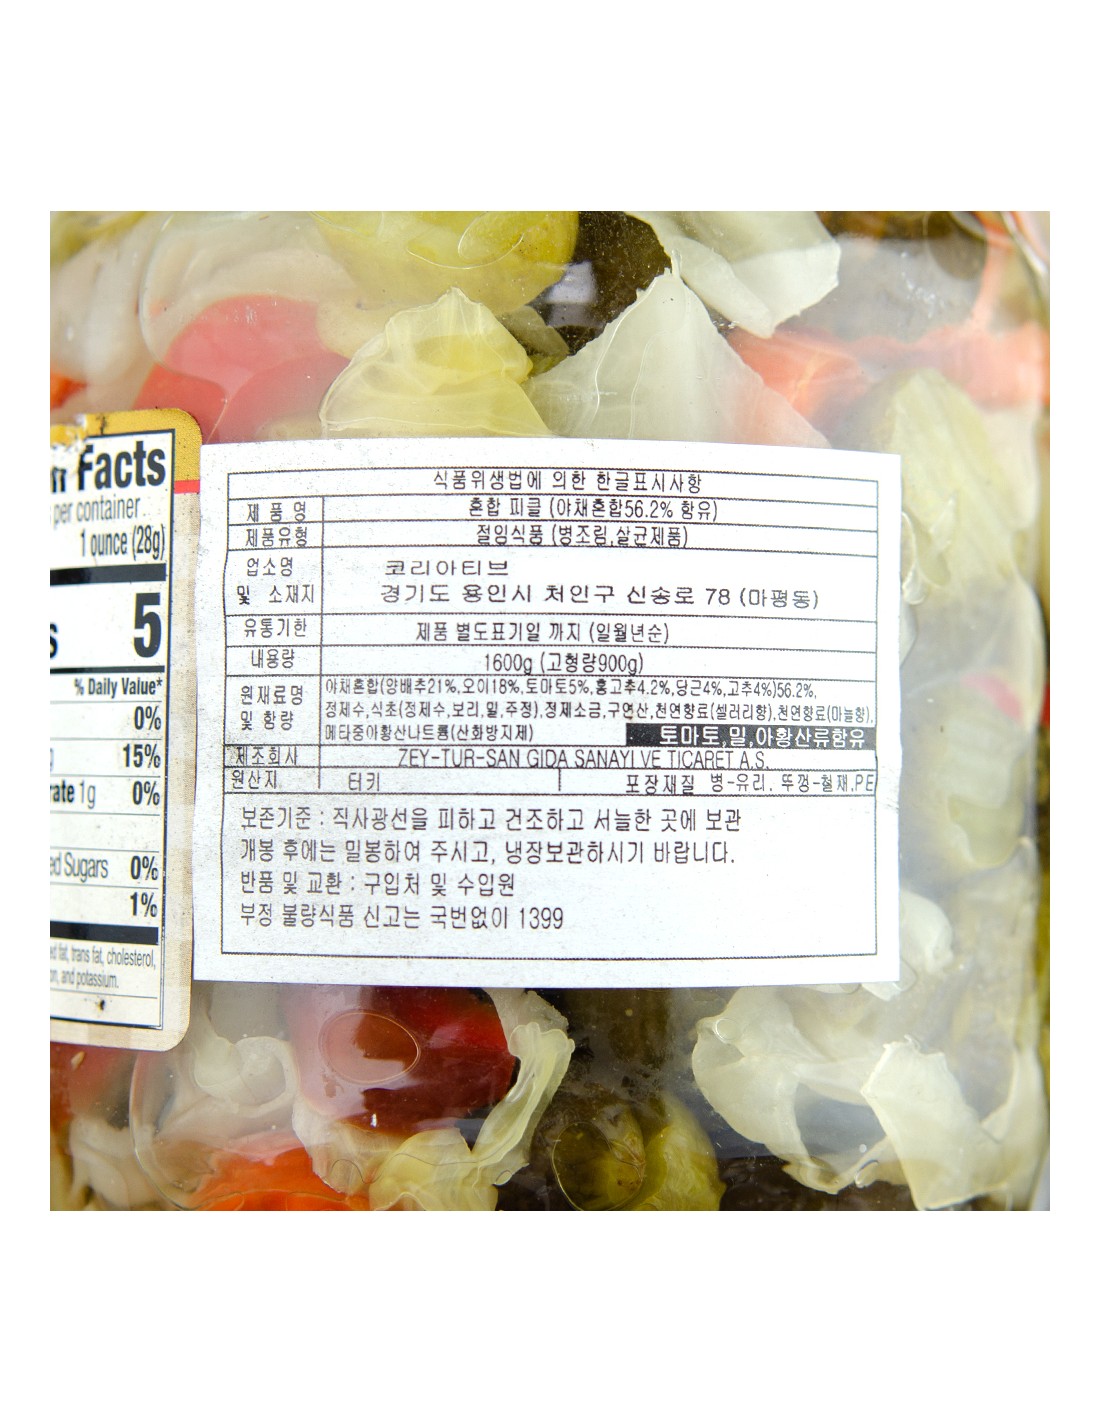 Facts
per container
1 ounce (28g)
5
% Daily Value*
0%
15%
1g 0%
Sugars 0%
1%
fat, trans fat, cholesterol,
and potassium.
식품위생법에 의한 한글표시사항
제 품 명 혼합 피클 (야채혼합56.2% 함유)
제품유형 절임식품 (병조림,살균제품)
업소명 코리아티브
및 소재지 경기도 용인시 처인구 신송로 78 (마평동)
유통기한 제품 별도표기일 까지 (일월년순)
내용량 1600g (고형량900g)
원재료명 야채혼합(양배추21%,오이18%,토마토5%,홍고추4.2%,당근4%,고추4%)56.2%,
및 함량 정제수,식초(정제수,보리,밀,주정),정제소금,구연산,천연향료(셀러리향),천연향료(마늘향),
메타중아황산나트륨(산화방지제) 토마토,밀,아황산류함유
제조회사 ZEY-TUR-SAN GIDA SANAYI VE TICARET A.S.
원산지 터키 포장재질 병-유리. 뚜껑-철재,PE
보존기준 : 직사광선을 피하고 건조하고 서늘한 곳에 보관
개봉 후에는 밀봉하여 주시고, 냉장보관하시기 바랍니다.
반품 및 교환 : 구입처 및 수입원
부정 불량식품 신고는 국번없이 1399